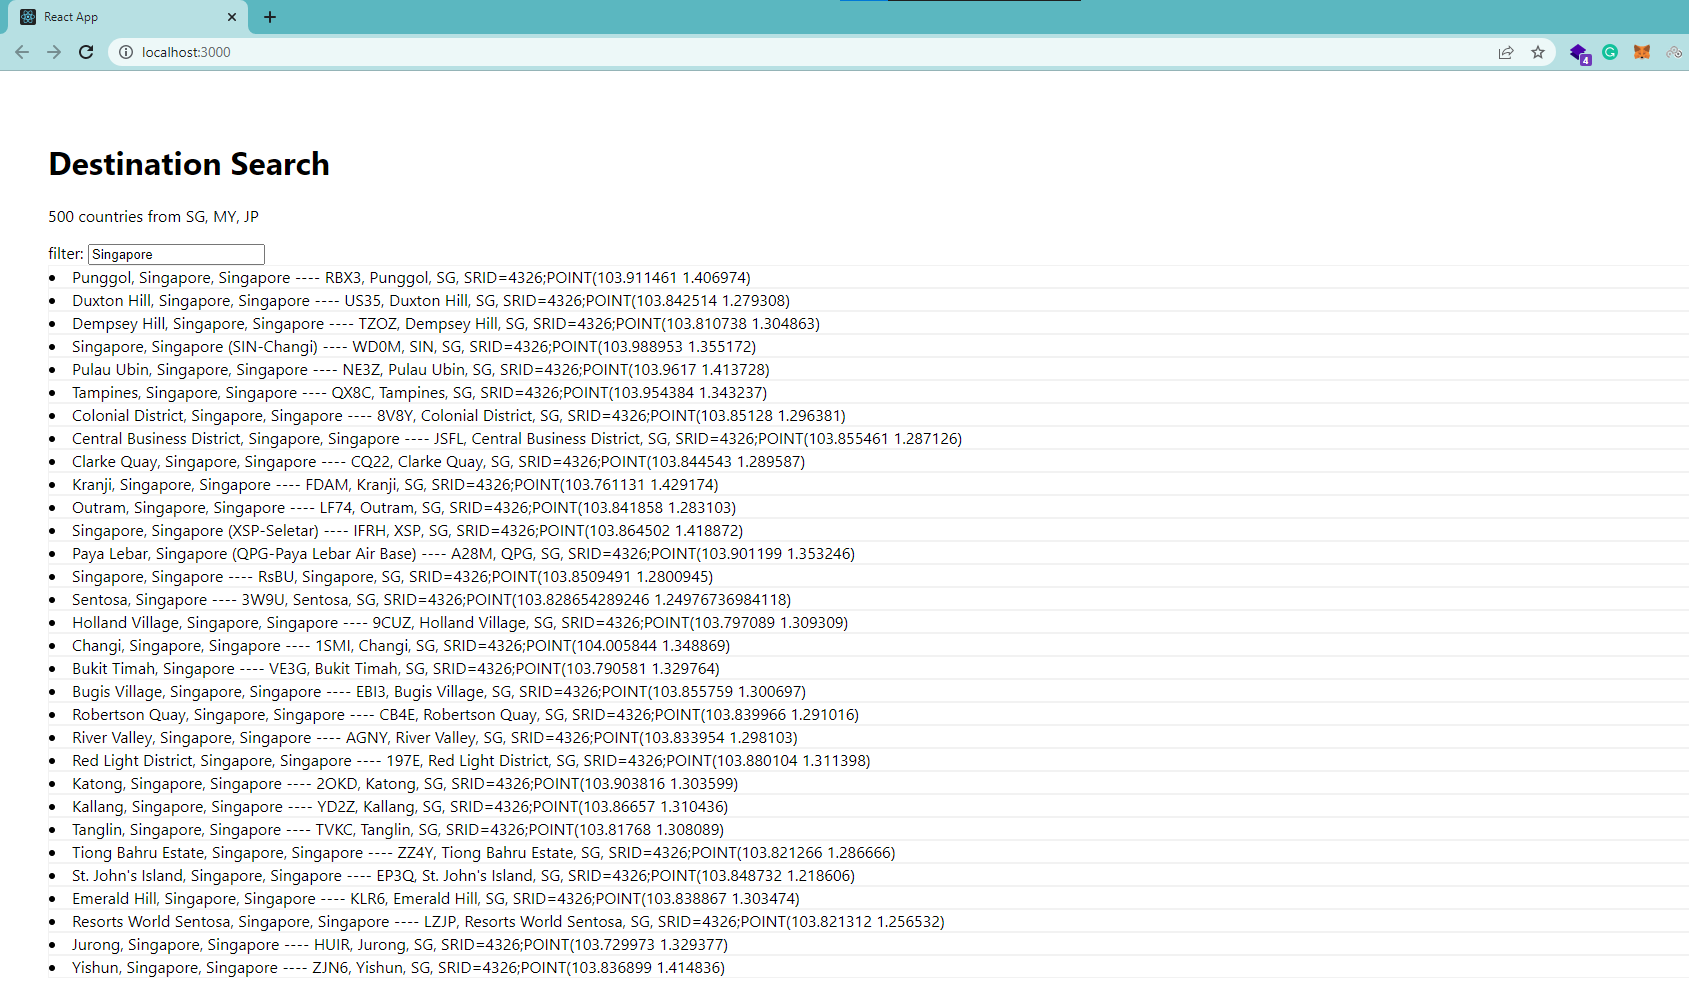 React App
localhost:3000
4
Destination Search
500 countries from SG, MY, JP
filter: Singapore
Punggol, Singapore, Singapore ---- RBX3, Punggol, SG, SRID=4326;POINT(103.911461 1.406974)
Duxton Hill, Singapore, Singapore ---- US35, Duxton Hill, SG, SRID=4326;POINT(103.842514 1.279308)
Dempsey Hill, Singapore, Singapore ---- TZOZ, Dempsey Hill, SG, SRID=4326;POINT(103.810738 1.304863)
Singapore, Singapore (SIN-Changi) ---- WD0M, SIN, SG, SRID=4326;POINT(103.988953 1.355172)
Pulau Ubin, Singapore, Singapore ---- NE3Z, Pulau Ubin, SG, SRID=4326;POINT(103.9617 1.413728)
Tampines, Singapore, Singapore ---- QX8C, Tampines, SG, SRID=4326;POINT(103.954384 1.343237)
Colonial District, Singapore, Singapore ---- 8V8Y, Colonial District, SG, SRID=4326;POINT(103.85128 1.296381)
Central Business District, Singapore, Singapore ---- JSFL, Central Business District, SG, SRID=4326;POINT(103.855461 1.287126)
Clarke Quay, Singapore, Singapore ---- CQ22, Clarke Quay, SG, SRID=4326;POINT(103.844543 1.289587)
Kranji, Singapore, Singapore ---- FDAM, Kranji, SG, SRID=4326;POINT(103.761131 1.429174)
Outram, Singapore, Singapore ---- LF74, Outram, SG, SRID=4326;POINT(103.841858 1.283103)
Singapore, Singapore (XSP-Seletar) ---- IFRH, XSP, SG, SRID=4326;POINT(103.864502 1.418872)
Paya Lebar, Singapore (QPG-Paya Lebar Air Base) ---- A28M, QPG, SG, SRID=4326;POINT(103.901199 1.353246)
Singapore, Singapore ---- RsBU, Singapore, SG, SRID=4326;POINT(103.8509491 1.2800945)
Sentosa, Singapore ---- 3W9U, Sentosa, SG, SRID=4326;POINT(103.828654289246 1.24976736984118)
Holland Village, Singapore, Singapore ---- 9CUZ, Holland Village, SG, SRID=4326;POINT(103.797089 1.309309)
Changi, Singapore, Singapore ---- 1SMI, Changi, SG, SRID=4326;POINT(104.005844 1.348869)
Bukit Timah, Singapore ---- VE3G, Bukit Timah, SG, SRID=4326;POINT(103.790581 1.329764)
Bugis Village, Singapore, Singapore ---- EBI3, Bugis Village, SG, SRID=4326;POINT(103.855759 1.300697)
Robertson Quay, Singapore, Singapore ---- CB4E, Robertson Quay, SG, SRID=4326;POINT(103.839966 1.291016)
River Valley, Singapore, Singapore ---- AGNY, River Valley, SG, SRID=4326;POINT(103.833954 1.298103)
Red Light District, Singapore, Singapore ---- 197E, Red Light District, SG, SRID=4326;POINT(103.880104 1.311398)
Katong, Singapore, Singapore ---- 2OKD, Katong, SG, SRID=4326;POINT(103.903816 1.303599)
Kallang, Singapore, Singapore ---- YD2Z, Kallang, SG, SRID=4326;POINT(103.86657 1.310436)
Tanglin, Singapore, Singapore ---- TVKC, Tanglin, SG, SRID=4326;POINT(103.81768 1.308089)
Tiong Bahru Estate, Singapore, Singapore ---- ZZ4Y, Tiong Bahru Estate, SG, SRID=4326;POINT(103.821266 1.286666)
St. John's Island, Singapore, Singapore ---- EP3Q, St. John's Island, SG, SRID=4326;POINT(103.848732 1.218606)
Emerald Hill, Singapore, Singapore ---- KLR6, Emerald Hill, SG, SRID=4326;POINT(103.838867 1.303474)
Resorts World Sentosa, Singapore, Singapore ---- LZJP, Resorts World Sentosa, SG, SRID=4326;POINT(103.821312 1.256532)
Jurong, Singapore, Singapore ---- HUIR, Jurong, SG, SRID=4326;POINT(103.729973 1.329377)
Yishun, Singapore, Singapore ---- ZJN6, Yishun, SG, SRID=4326;POINT(103.836899 1.414836)